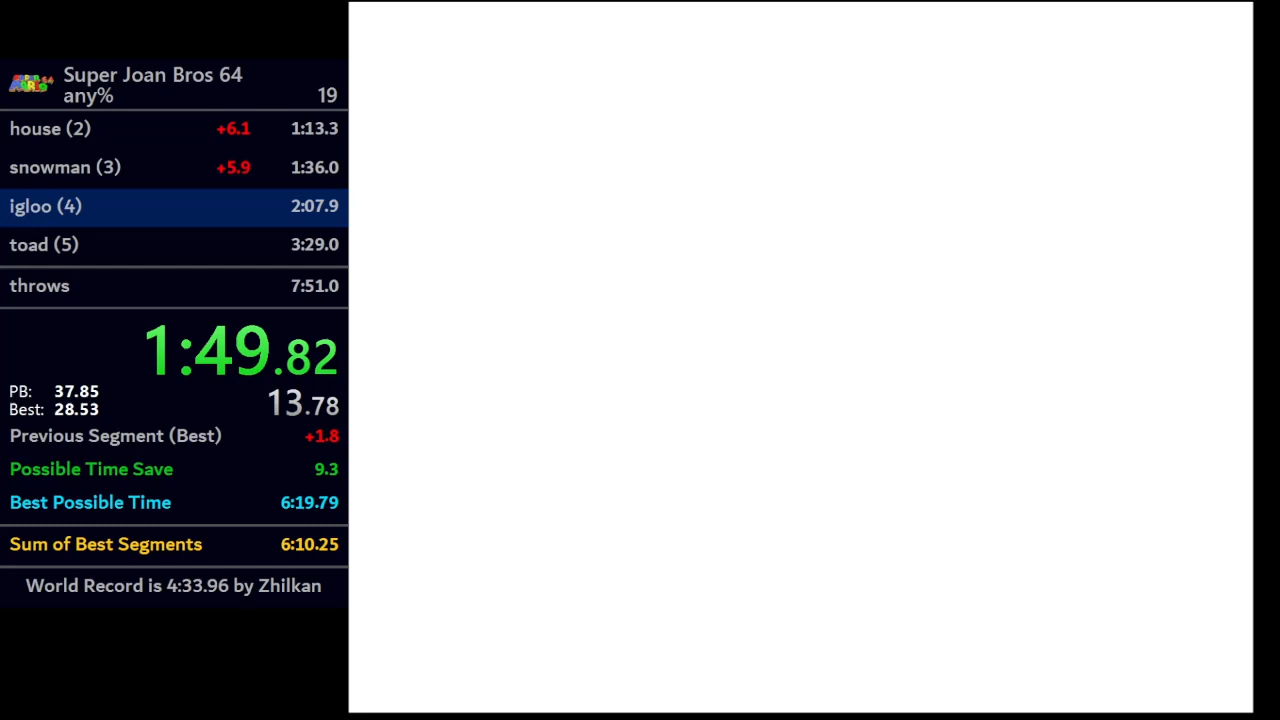 Super Joan Bros 64
any% 19
house (2) +6.1 1:13.3
snowman (3) +5.9 1:36.0
igloo (4) 2:07.9
toad (5) 3:29.0
throws 7:51.0
1:49.82
PB: 37.85
Best: 28.53
13.78
Previous Segment (Best) +1.8
Possible Time Save 9.3
Best Possible Time 6:19.79
Sum of Best Segments 6:10.25
World Record is 4:33.96 by Zhilkan